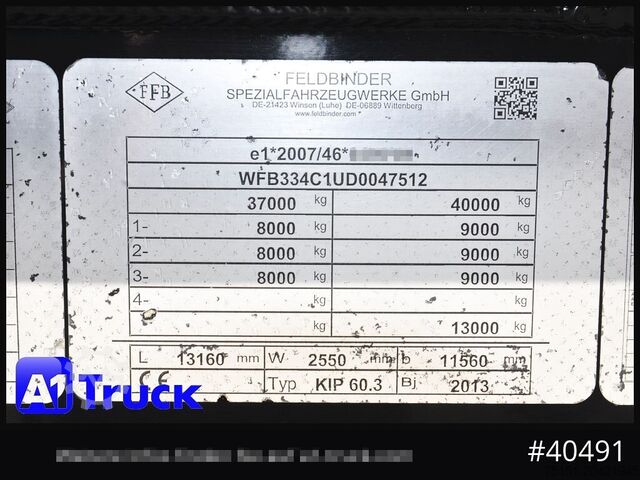 FFB
FELDBINDER
SPEZIALFAHRZEUGWERKE GmbH
DE-21423 Winsen (Luhe) DE-06889 Wittenberg
www.feldbinder.com
e1*2007/46*
WFB334C1UD0047512
37000 kg 40000 kg
1- 8000 kg 9000 kg
2- 8000 kg 9000 kg
3- 8000 kg 9000 kg
4- kg kg
kg 13000 kg
L 13160 mm W 2550 mm b 11560 mm
CE Typ KIP 60.3 Bj 2013
A1 Truck
#40491